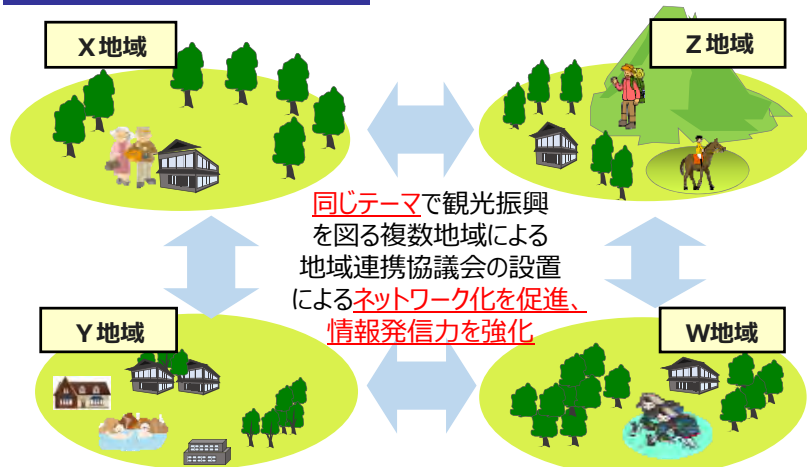 X地域
Z地域
同じテーマで観光振興
を図る複数地域による
地域連携協議会の設置
によるネットワーク化を促進、
情報発信力を強化
Y地域
W地域